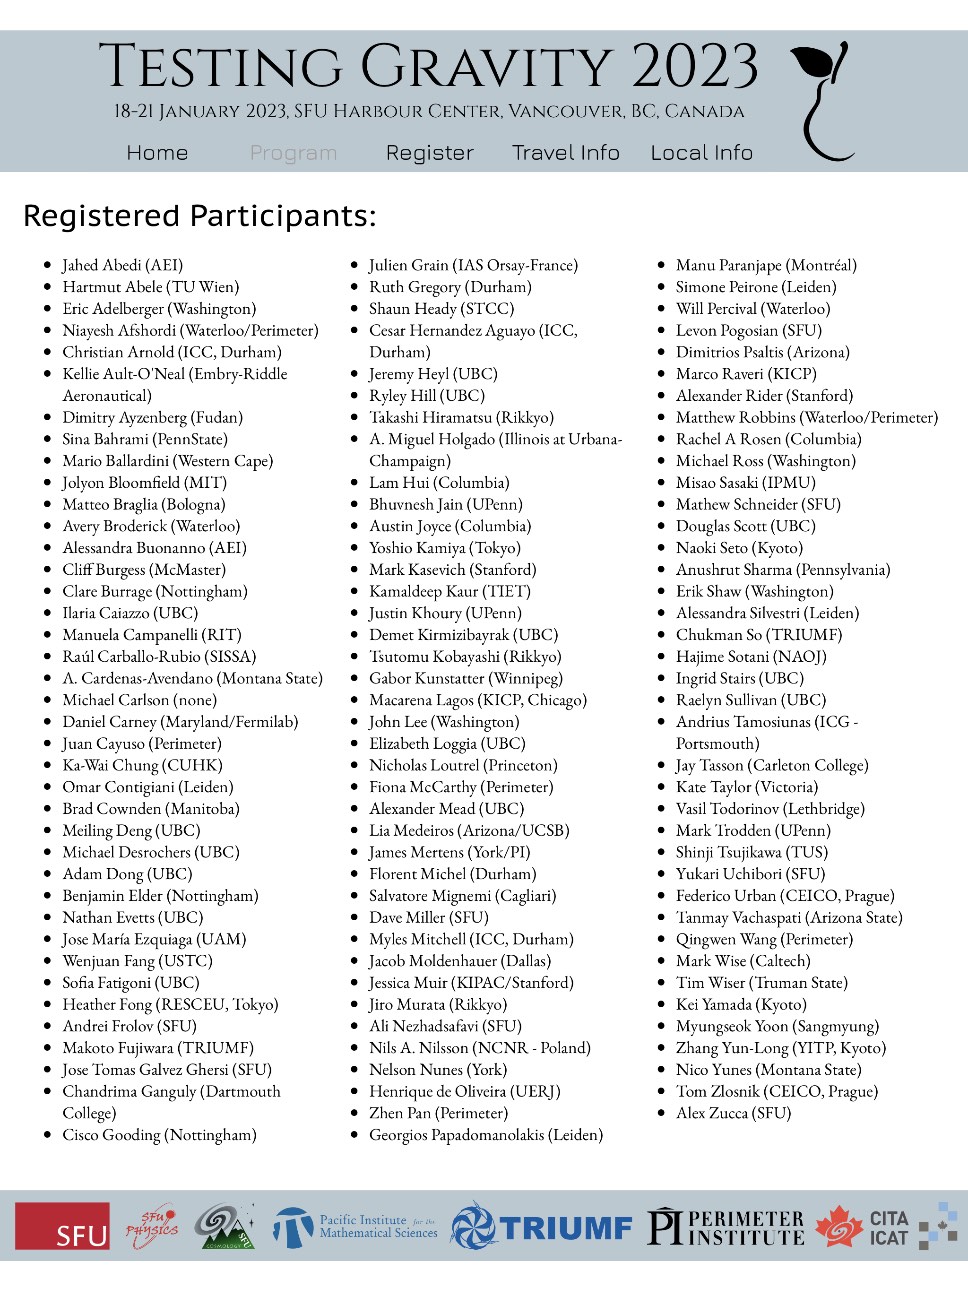 TESTING GRAVITY 2023
18-21 JANUARY 2023, SFU HARBOUR CENTER, VANCOUVER, BC, CANADA
Home Program Register Travel Info Local Info
Registered Participants:
Jahed Abedi (AEI)
Hartmut Abele (TU Wien)
Eric Adelberger (Washington)
Niayesh Afshordi (Waterloo/Perimeter)
Christian Arnold (ICC, Durham)
Kellie Ault-O'Neal (Embry-Riddle
Aeronautical)
Dimitry Ayzenberg (Fudan)
Sina Bahrami (PennState)
Mario Ballardini (Western Cape)
Jolyon Bloomfield (MIT)
Matteo Braglia (Bologna)
Avery Broderick (Waterloo)
Alessandra Buonanno (AEI)
Cliff Burgess (McMaster)
Clare Burrage (Nottingham)
Ilaria Caiazzo (UBC)
Manuela Campanelli (RIT)
Raúl Carballo-Rubio (SISSA)
A. Cardenas-Avendano (Montana State)
Michael Carlson (none)
Daniel Carney (Maryland/Fermilab)
Juan Cayuso (Perimeter)
Ka-Wai Chung (CUHK)
Omar Contigiani (Leiden)
Brad Cownden (Manitoba)
Meiling Deng (UBC)
Michael Desrochers (UBC)
Adam Dong (UBC)
Benjamin Elder (Nottingham)
Nathan Evetts (UBC)
Jose María Ezquiaga (UAM)
Wenjuan Fang (USTC)
Sofia Fatigoni (UBC)
Heather Fong (RESCEU, Tokyo)
Andrei Frolov (SFU)
Makoto Fujiwara (TRIUMF)
Jose Tomas Galvez Ghersi (SFU)
Chandrima Ganguly (Dartmouth
College)
Cisco Gooding (Nottingham)
Julien Grain (IAS Orsay-France)
Ruth Gregory (Durham)
Shaun Heady (STCC)
Cesar Hernandez Aguayo (ICC,
Durham)
Jeremy Heyl (UBC)
Ryley Hill (UBC)
Takashi Hiramatsu (Rikkyo)
A. Miguel Holgado (Illinois at Urbana-
Champaign)
Lam Hui (Columbia)
Bhuvnesh Jain (UPenn)
Austin Joyce (Columbia)
Yoshio Kamiya (Tokyo)
Mark Kasevich (Stanford)
Kamaldeep Kaur (TIET)
Justin Khoury (UPenn)
Demet Kirmizibayrak (UBC)
Tsutomu Kobayashi (Rikkyo)
Gabor Kunstatter (Winnipeg)
Macarena Lagos (KICP, Chicago)
John Lee (Washington)
Elizabeth Loggia (UBC)
Nicholas Loutrel (Princeton)
Fiona McCarthy (Perimeter)
Alexander Mead (UBC)
Lia Medeiros (Arizona/UCSB)
James Mertens (York/PI)
Florent Michel (Durham)
Salvatore Mignemi (Cagliari)
Dave Miller (SFU)
Myles Mitchell (ICC, Durham)
Jacob Moldenhauer (Dallas)
Jessica Muir (KIPAC/Stanford)
Jiro Murata (Rikkyo)
Ali Nezhadsafavi (SFU)
Nils A. Nilsson (NCNR - Poland)
Nelson Nunes (York)
Henrique de Oliveira (UERJ)
Zhen Pan (Perimeter)
Georgios Papadomanolakis (Leiden)
Manu Paranjape (Montréal)
Simone Peirone (Leiden)
Will Percival (Waterloo)
Levon Pogosian (SFU)
Dimitrios Psaltis (Arizona)
Marco Raveri (KICP)
Alexander Rider (Stanford)
Matthew Robbins (Waterloo/Perimeter)
Rachel A Rosen (Columbia)
Michael Ross (Washington)
Misao Sasaki (IPMU)
Mathew Schneider (SFU)
Douglas Scott (UBC)
Naoki Seto (Kyoto)
Anushrut Sharma (Pennsylvania)
Erik Shaw (Washington)
Alessandra Silvestri (Leiden)
Chukman So (TRIUMF)
Hajime Sotani (NAOJ)
Ingrid Stairs (UBC)
Raelyn Sullivan (UBC)
Andrius Tamosiunas (ICG -
Portsmouth)
Jay Tasson (Carleton College)
Kate Taylor (Victoria)
Vasil Todorinov (Lethbridge)
Mark Trodden (UPenn)
Shinji Tsujikawa (TUS)
Yukari Uchibori (SFU)
Federico Urban (CEICO, Prague)
Tanmay Vachaspati (Arizona State)
Qingwen Wang (Perimeter)
Mark Wise (Caltech)
Tim Wiser (Truman State)
Kei Yamada (Kyoto)
Myungseok Yoon (Sangmyung)
Zhang Yun-Long (YITP, Kyoto)
Nico Yunes (Montana State)
Tom Zlosnik (CEICO, Prague)
Alex Zucca (SFU)
SFU
SFU
PHYSICS
COSMOLOGY SFU
Pacific Institute for the
Mathematical Sciences
TRIUMF
PI PERIMETER
INSTITUTE
CITA
ICAT